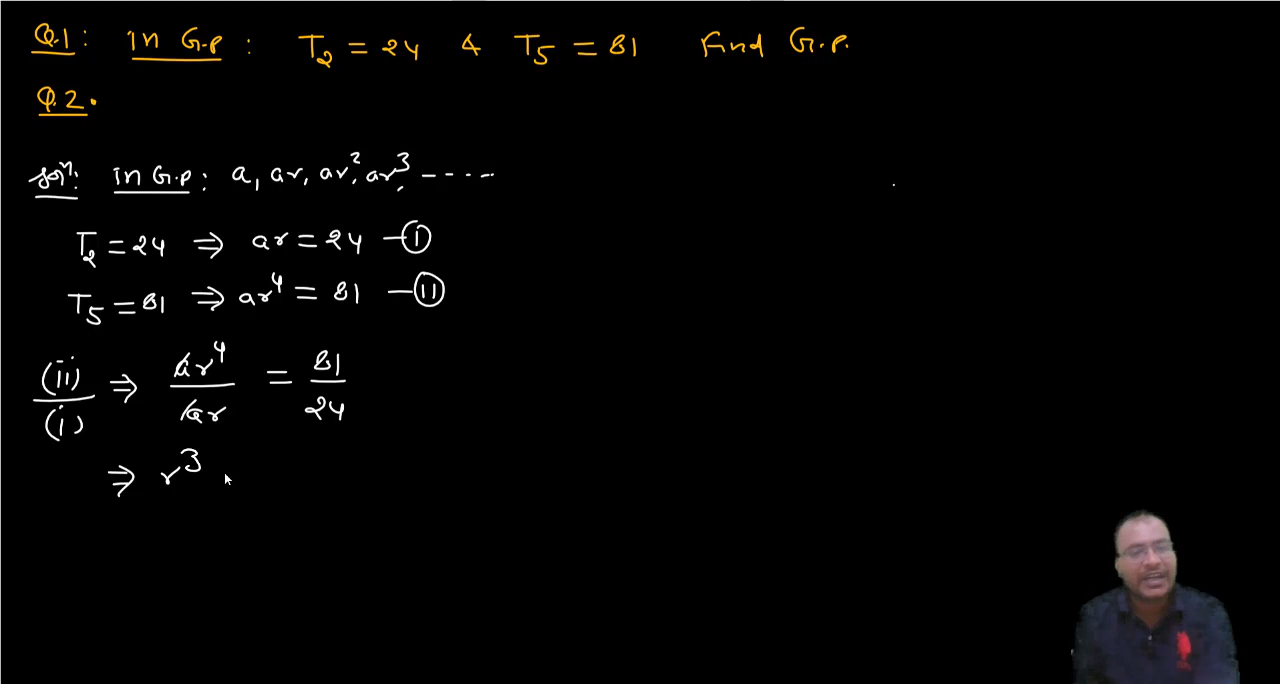 Q.1: In G.P: T₂ = 24 & T₅ = 81 Find G.P.
Q.2.
Solⁿ: In G.P: a, ar, ar², ar³, -----
T₂ = 24 ⇒ ar = 24 —(I)
T₅ = 81 ⇒ ar⁴ = 81 —(II)
(ii)/(i) ⇒ ar⁴/ar = 81/24
⇒ r³